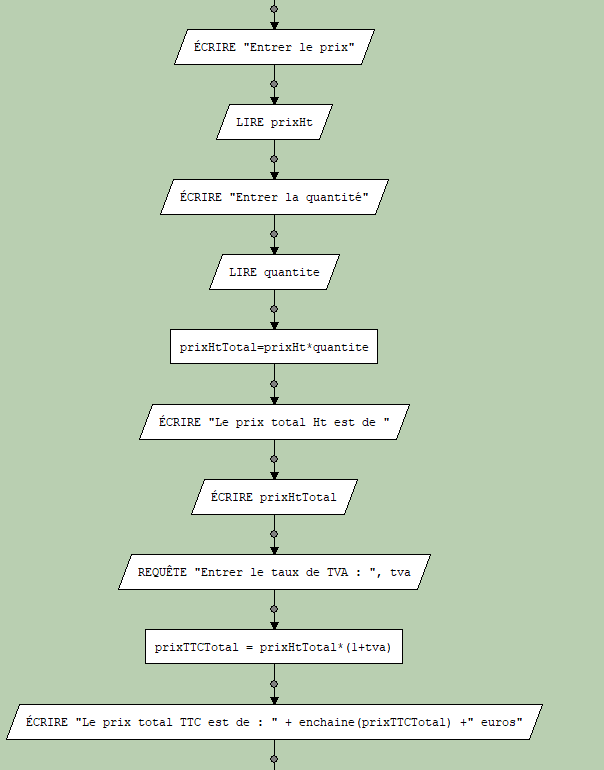 ÉCRIRE "Entrer le prix"
LIRE prixHt
ÉCRIRE "Entrer la quantité"
LIRE quantite
prixHtTotal=prixHt*quantite
ÉCRIRE "Le prix total Ht est de "
ÉCRIRE prixHtTotal
REQUÊTE "Entrer le taux de TVA : ", tva
prixTTCTotal = prixHtTotal*(1+tva)
ÉCRIRE "Le prix total TTC est de : " + enchaine(prixTTCTotal) +" euros"